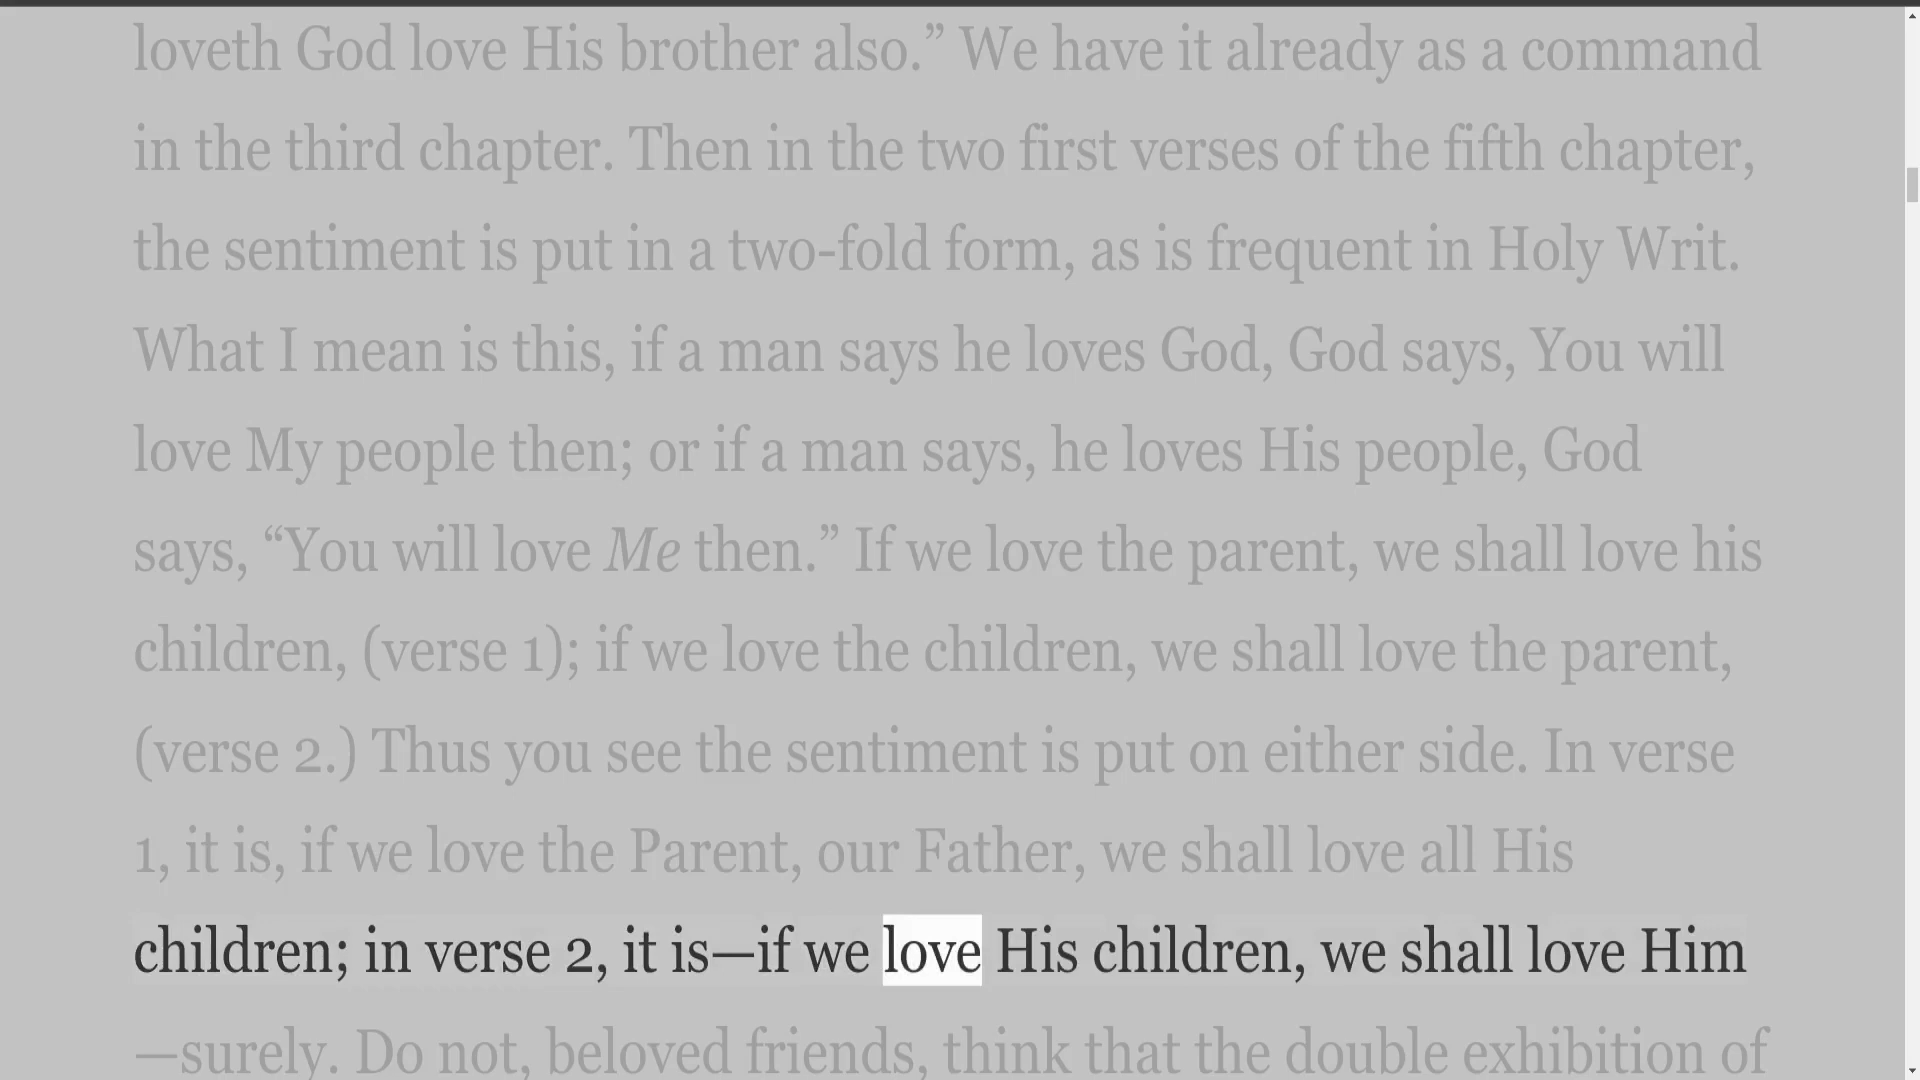 loveth God love His brother also.” We have it already as a command
in the third chapter. Then in the two first verses of the fifth chapter,
the sentiment is put in a two-fold form, as is frequent in Holy Writ.
What I mean is this, if a man says he loves God, God says, You will
love My people then; or if a man says, he loves His people, God
says, “You will love Me then.” If we love the parent, we shall love his
children, (verse 1); if we love the children, we shall love the parent,
(verse 2.) Thus you see the sentiment is put on either side. In verse
1, it is, if we love the Parent, our Father, we shall love all His
children; in verse 2, it is—if we love His children, we shall love Him
—surely. Do not, beloved friends, think that the double exhibition of